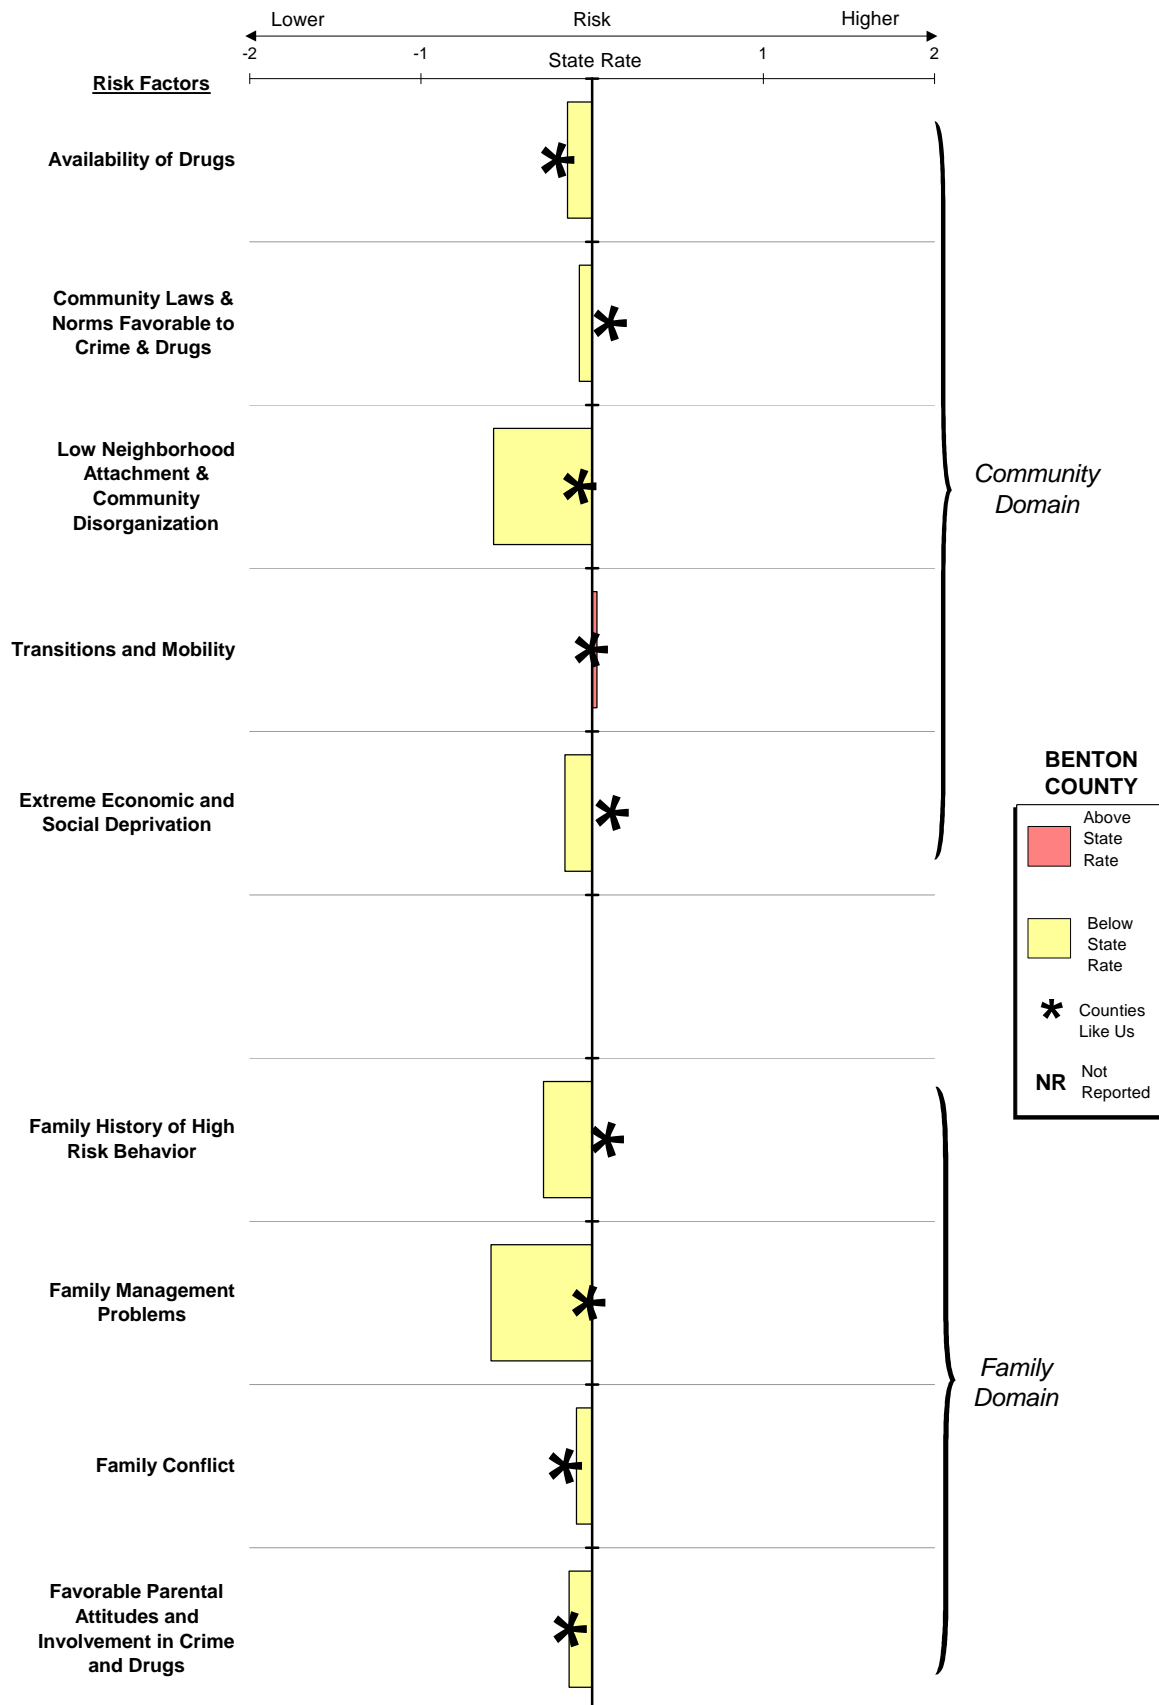 Lower Risk Higher
-2 -1 State Rate 1 2
Risk Factors
Availability of Drugs
Community Laws &
Norms Favorable to
Crime & Drugs
Low Neighborhood
Attachment &
Community
Disorganization
Transitions and Mobility
Extreme Economic and
Social Deprivation
Community
Domain
Family History of High
Risk Behavior
Family Management
Problems
Family Conflict
Favorable Parental
Attitudes and
Involvement in Crime
and Drugs
Family
Domain
BENTON
COUNTY
Above
State
Rate
Below
State
Rate
* Counties
Like Us
NR Not
Reported